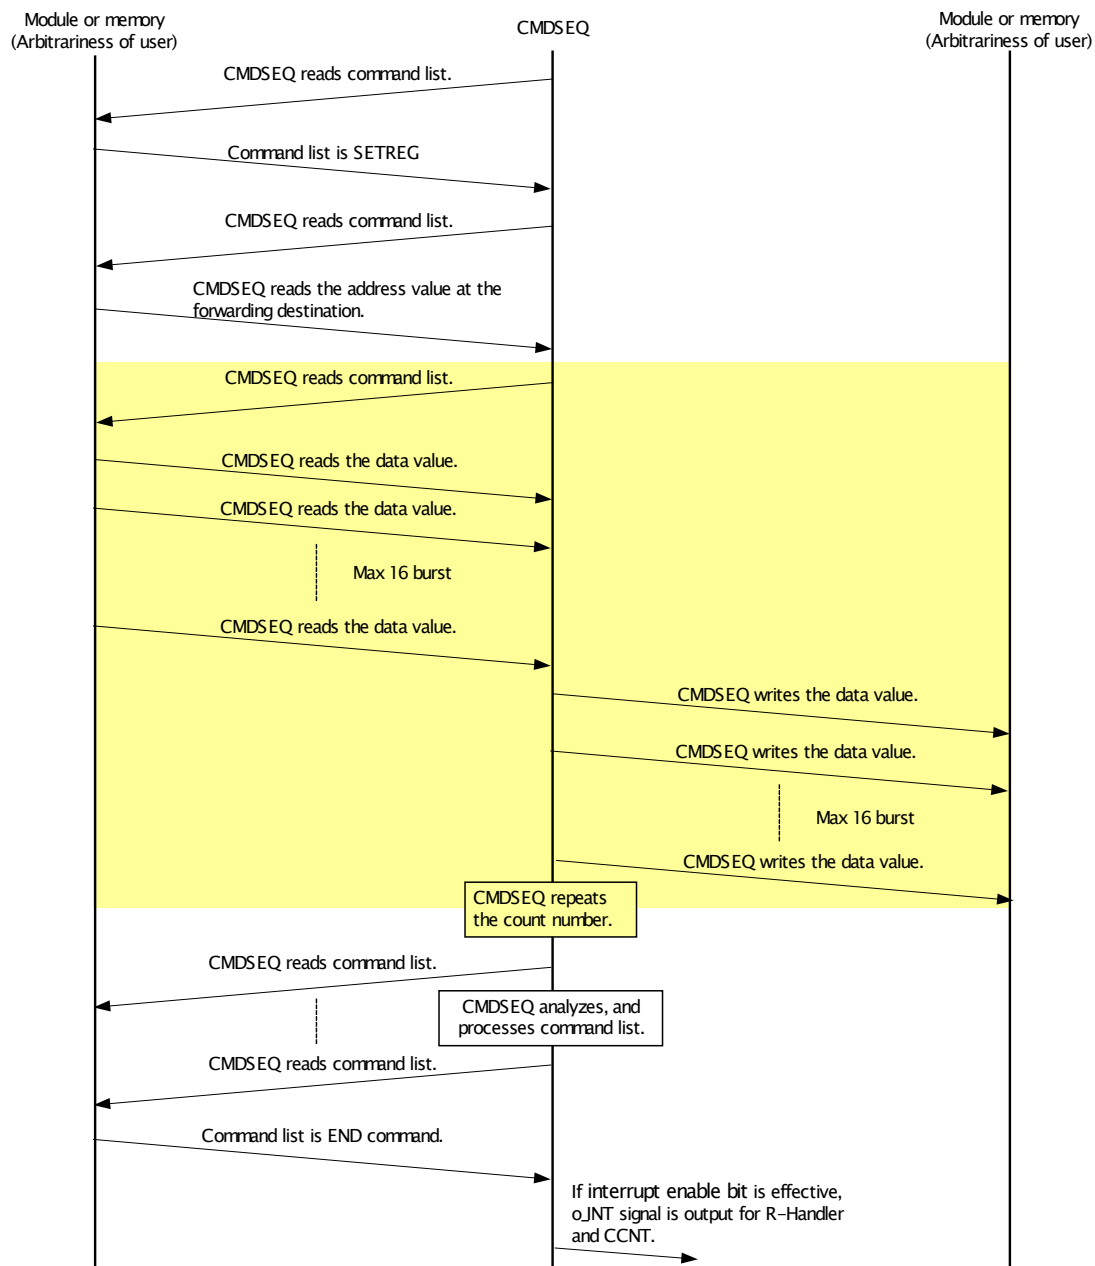 Module or memory
(Arbitrariness of user)
CMDSEQ
Module or memory
(Arbitrariness of user)
CMDSEQ reads command list.
Command list is SETREG
CMDSEQ reads command list.
CMDSEQ reads the address value at the
forwarding destination.
CMDSEQ reads command list.
CMDSEQ reads the data value.
CMDSEQ reads the data value.
Max 16 burst
CMDSEQ reads the data value.
CMDSEQ writes the data value.
CMDSEQ writes the data value.
Max 16 burst
CMDSEQ writes the data value.
CMDSEQ repeats
the count number.
CMDSEQ reads command list.
CMDSEQ analyzes, and
processes command list.
CMDSEQ reads command list.
Command list is END command.
If interrupt enable bit is effective,
o_INT signal is output for R-Handler
and CCNT.